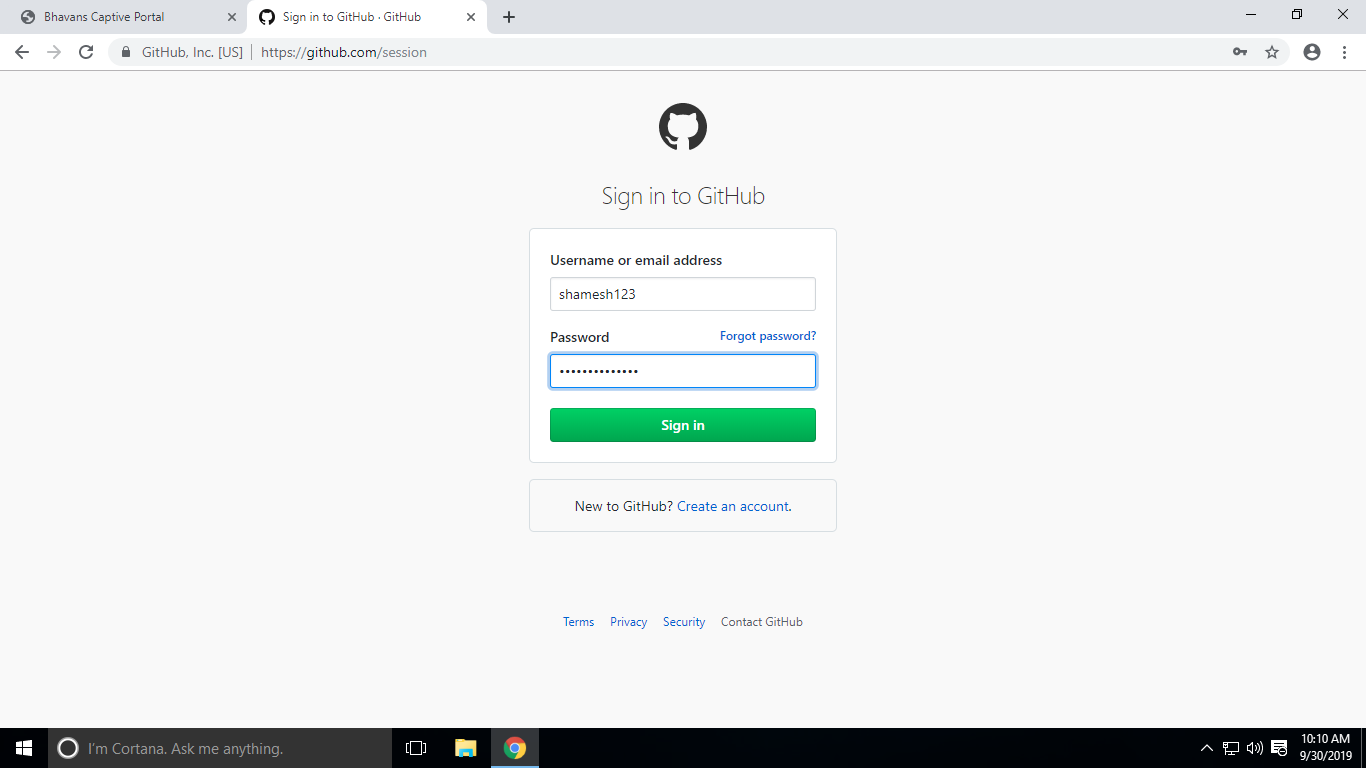 Bhavans Captive Portal
Sign in to GitHub · GitHub
GitHub, Inc. [US] | https://github.com/session
Sign in to GitHub
Username or email address
shamesh123
Password Forgot password?
••••••••••••••
Sign in
New to GitHub? Create an account.
Terms Privacy Security Contact GitHub
I'm Cortana. Ask me anything.
10:10 AM
9/30/2019